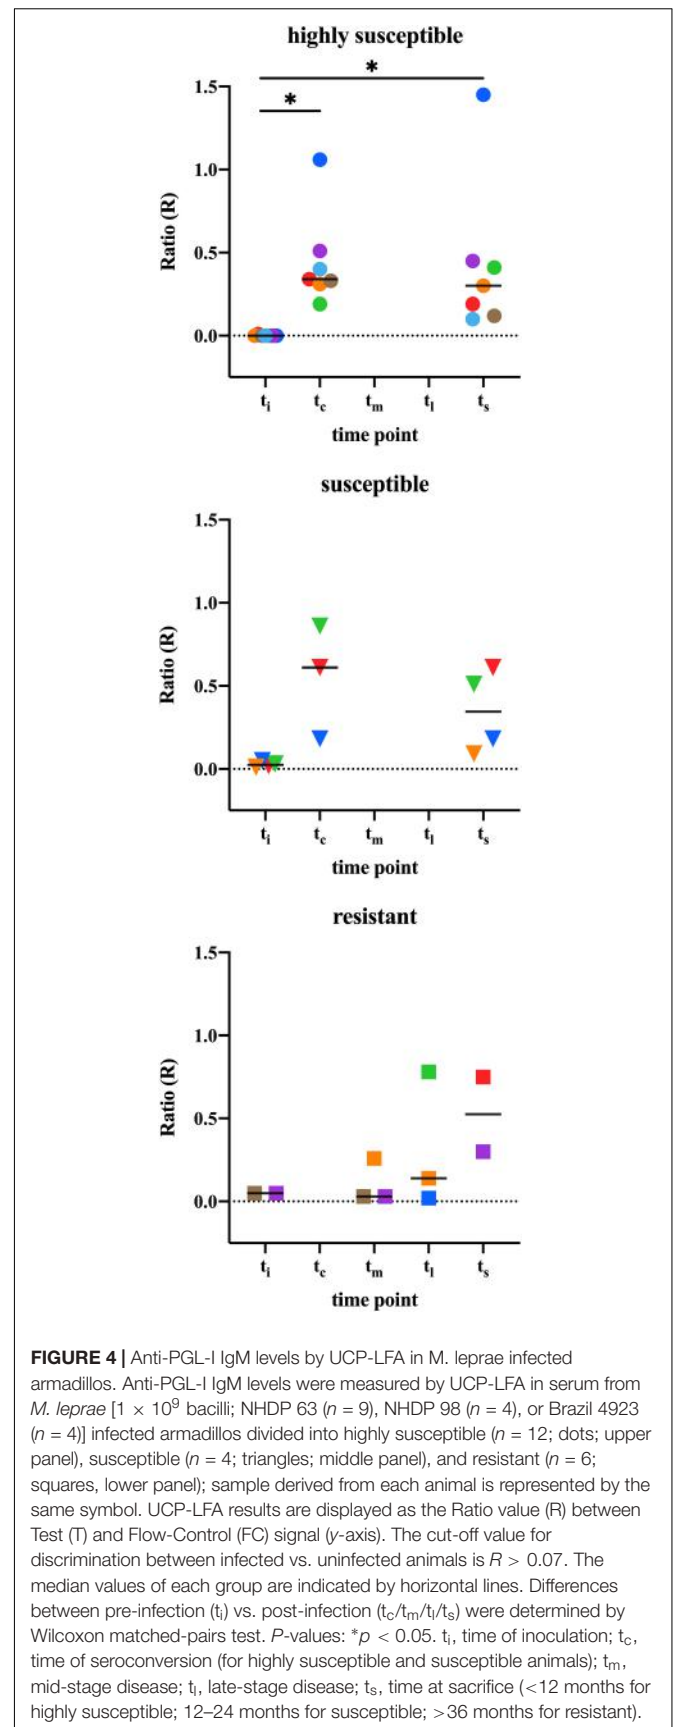 highly susceptible
*
*
1.5
1.0
0.5
0.0
Ratio (R)
tᵢ t꜀ tₘ tₗ tₛ
time point
susceptible
1.5
1.0
0.5
0.0
Ratio (R)
tᵢ t꜀ tₘ tₗ tₛ
time point
resistant
1.5
1.0
0.5
0.0
Ratio (R)
tᵢ t꜀ tₘ tₗ tₛ
time point
FIGURE 4 | Anti-PGL-I IgM levels by UCP-LFA in M. leprae infected
armadillos. Anti-PGL-I IgM levels were measured by UCP-LFA in serum from
M. leprae [1 × 10⁹ bacilli; NHDP 63 (n = 9), NHDP 98 (n = 4), or Brazil 4923
(n = 4)] infected armadillos divided into highly susceptible (n = 12; dots; upper
panel), susceptible (n = 4; triangles; middle panel), and resistant (n = 6;
squares, lower panel); sample derived from each animal is represented by the
same symbol. UCP-LFA results are displayed as the Ratio value (R) between
Test (T) and Flow-Control (FC) signal (y-axis). The cut-off value for
discrimination between infected vs. uninfected animals is R > 0.07. The
median values of each group are indicated by horizontal lines. Differences
between pre-infection (tᵢ) vs. post-infection (t꜀/tₘ/tₗ/tₛ) were determined by
Wilcoxon matched-pairs test. P-values: *p < 0.05. tᵢ, time of inoculation; t꜀,
time of seroconversion (for highly susceptible and susceptible animals); tₘ,
mid-stage disease; tₗ, late-stage disease; tₛ, time at sacrifice (<12 months for
highly susceptible; 12–24 months for susceptible; >36 months for resistant).